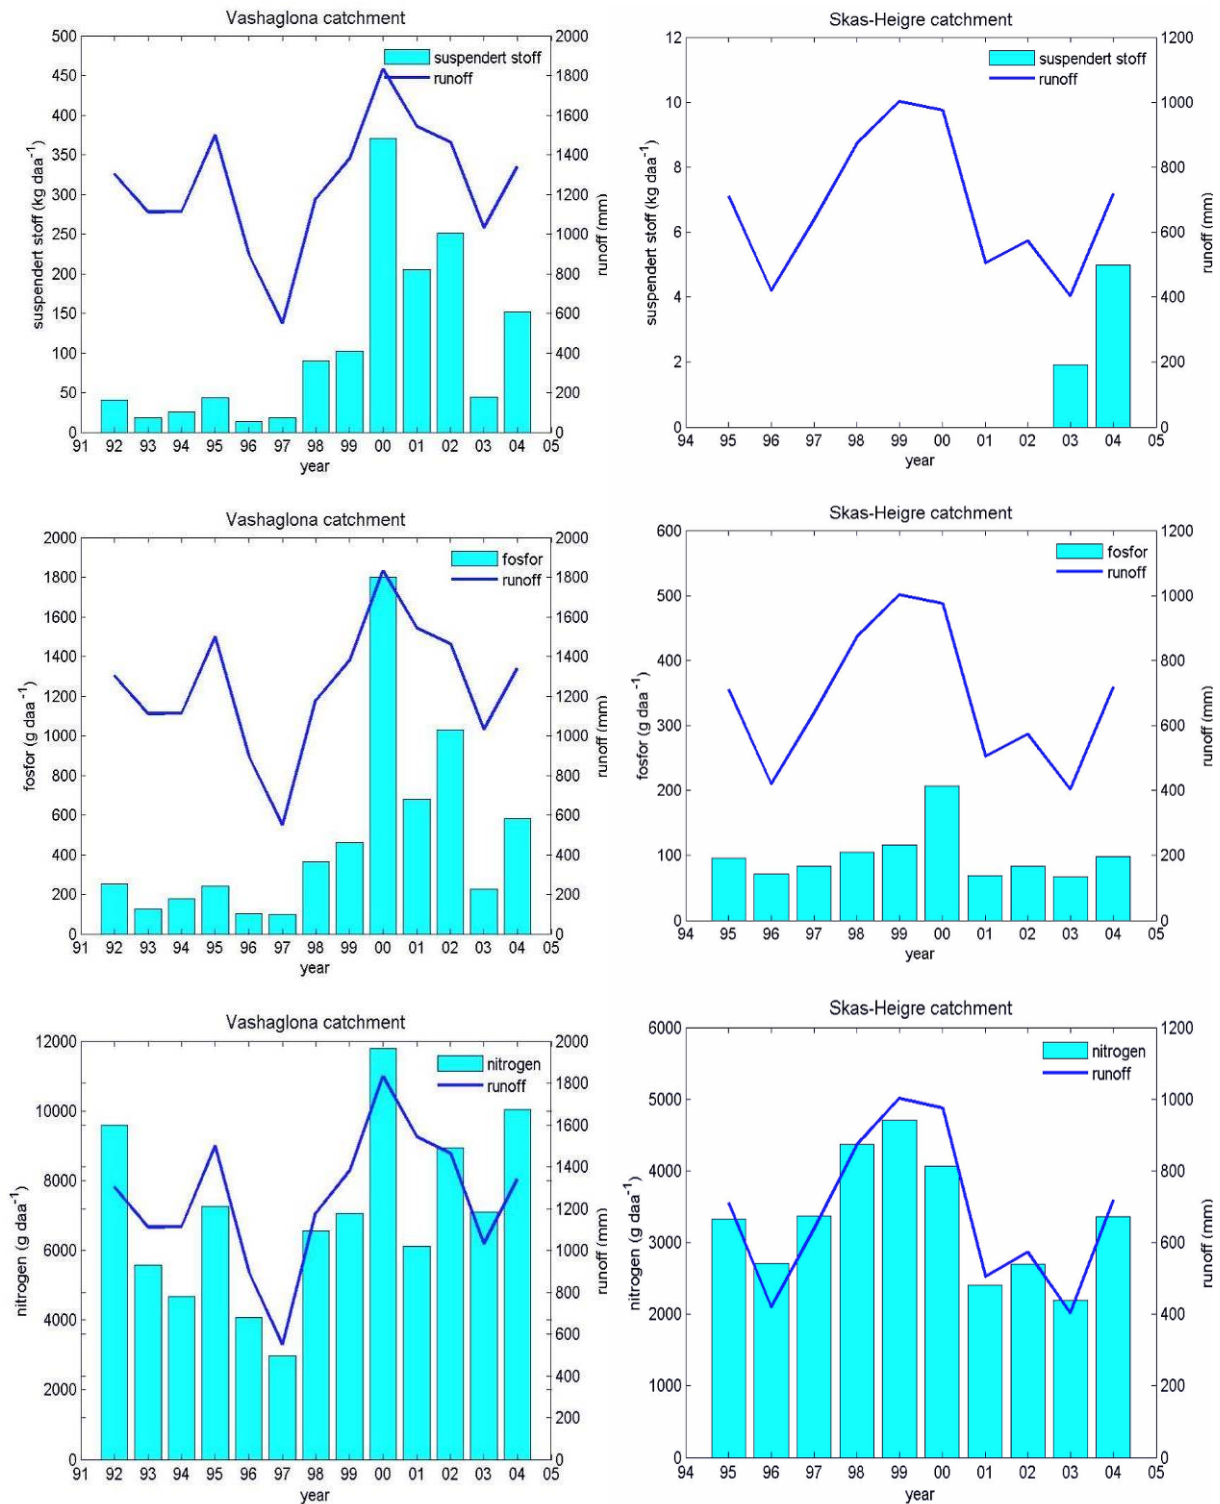 Vashaglona catchment
suspendert stoff
runoff
suspendert stoff (kg daa⁻¹)
500
450
400
350
300
250
200
150
100
50
0
2000
1800
1600
1400
1200
1000
800
600
400
200
0
runoff (mm)
91 92 93 94 95 96 97 98 99 00 01 02 03 04 05
year
Skas-Heigre catchment
suspendert stoff
runoff
suspendert stoff (kg daa⁻¹)
12
10
8
6
4
2
0
1200
1000
800
600
400
200
0
runoff (mm)
94 95 96 97 98 99 00 01 02 03 04 05
year
Vashaglona catchment
fosfor
runoff
fosfor (g daa⁻¹)
2000
1800
1600
1400
1200
1000
800
600
400
200
0
2000
1800
1600
1400
1200
1000
800
600
400
200
0
runoff (mm)
91 92 93 94 95 96 97 98 99 00 01 02 03 04 05
year
Skas-Heigre catchment
fosfor
runoff
fosfor (g daa⁻¹)
600
500
400
300
200
100
0
1200
1000
800
600
400
200
0
runoff (mm)
94 95 96 97 98 99 00 01 02 03 04 05
year
Vashaglona catchment
nitrogen
runoff
nitrogen (g daa⁻¹)
12000
10000
8000
6000
4000
2000
0
2000
1800
1600
1400
1200
1000
800
600
400
200
0
runoff (mm)
91 92 93 94 95 96 97 98 99 00 01 02 03 04 05
year
Skas-Heigre catchment
nitrogen
runoff
nitrogen (g daa⁻¹)
6000
5000
4000
3000
2000
1000
0
1200
1000
800
600
400
200
0
runoff (mm)
94 95 96 97 98 99 00 01 02 03 04 05
year